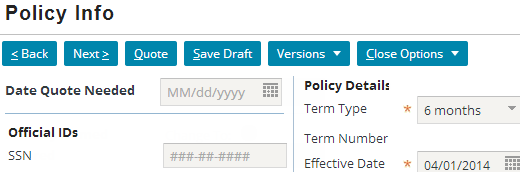 Policy Info
< Back Next > Quote Save Draft Versions Close Options
Date Quote Needed MM/dd/yyyy
Official IDs
SSN ###-##-####
Policy Details
Term Type * 6 months
Term Number
Effective Date * 04/01/2014